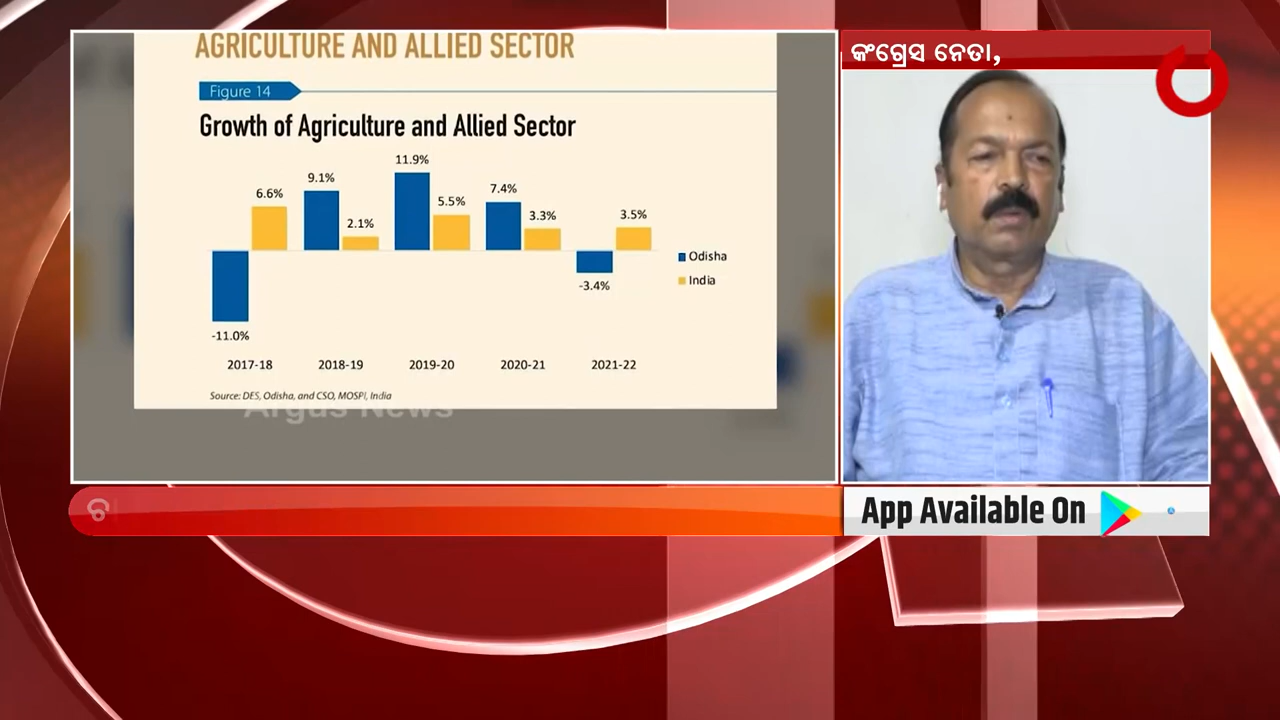 AGRICULTURE AND ALLIED SECTOR
Figure 14
Growth of Agriculture and Allied Sector
-11.0%
6.6%
9.1%
2.1%
11.9%
5.5%
7.4%
3.3%
-3.4%
3.5%
Odisha
India
2017-18 2018-19 2019-20 2020-21 2021-22
Source: DES, Odisha, and CSO, MOSPI, India
Argus News
କଂଗ୍ରେସ ନେତା,
App Available On